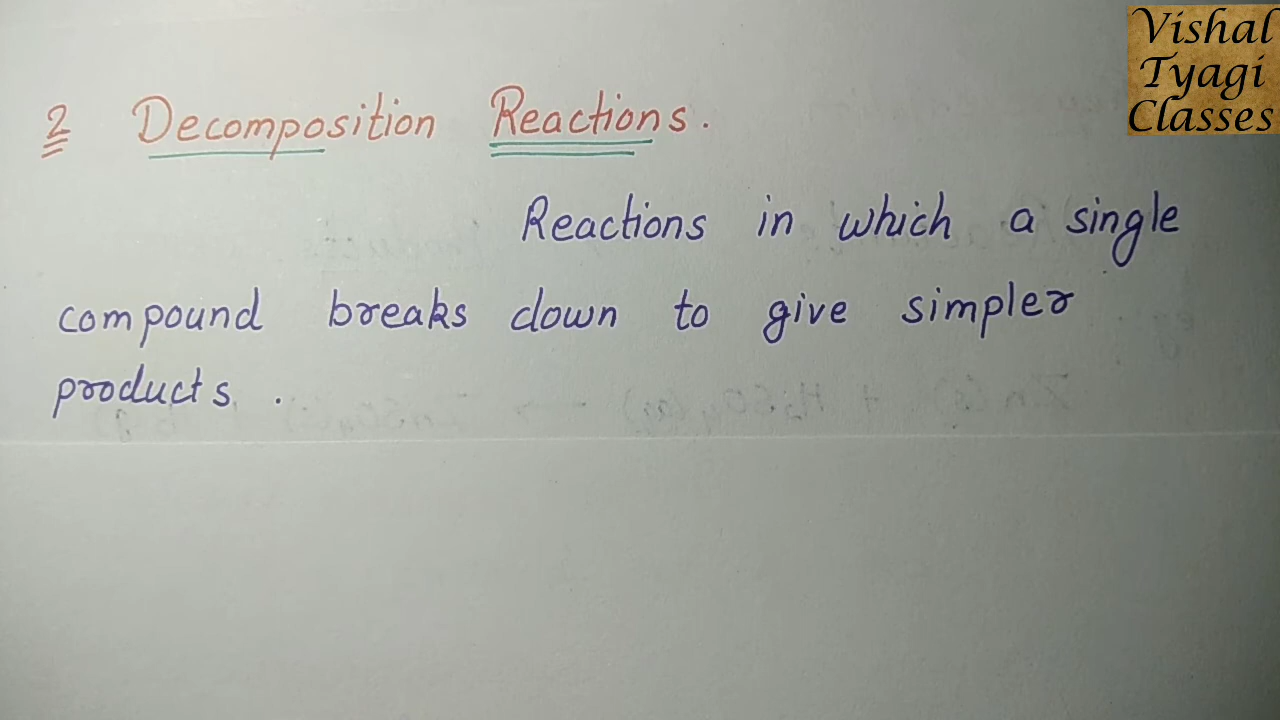 Vishal
Tyagi
Classes
2 Decomposition Reactions.
Reactions in which a single
compound breaks down to give simpler
products.